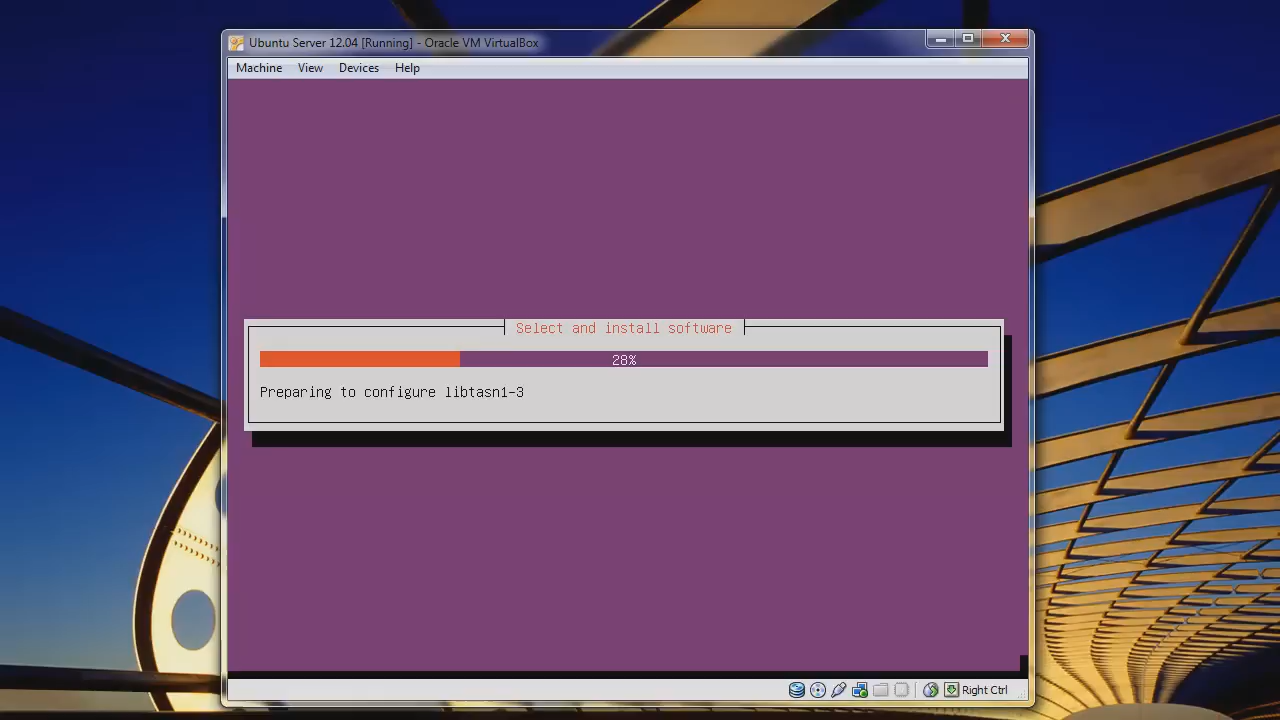 Ubuntu Server 12.04 [Running] - Oracle VM VirtualBox
Machine View Devices Help
Select and install software
28%
Preparing to configure libtasn1-3
Right Ctrl